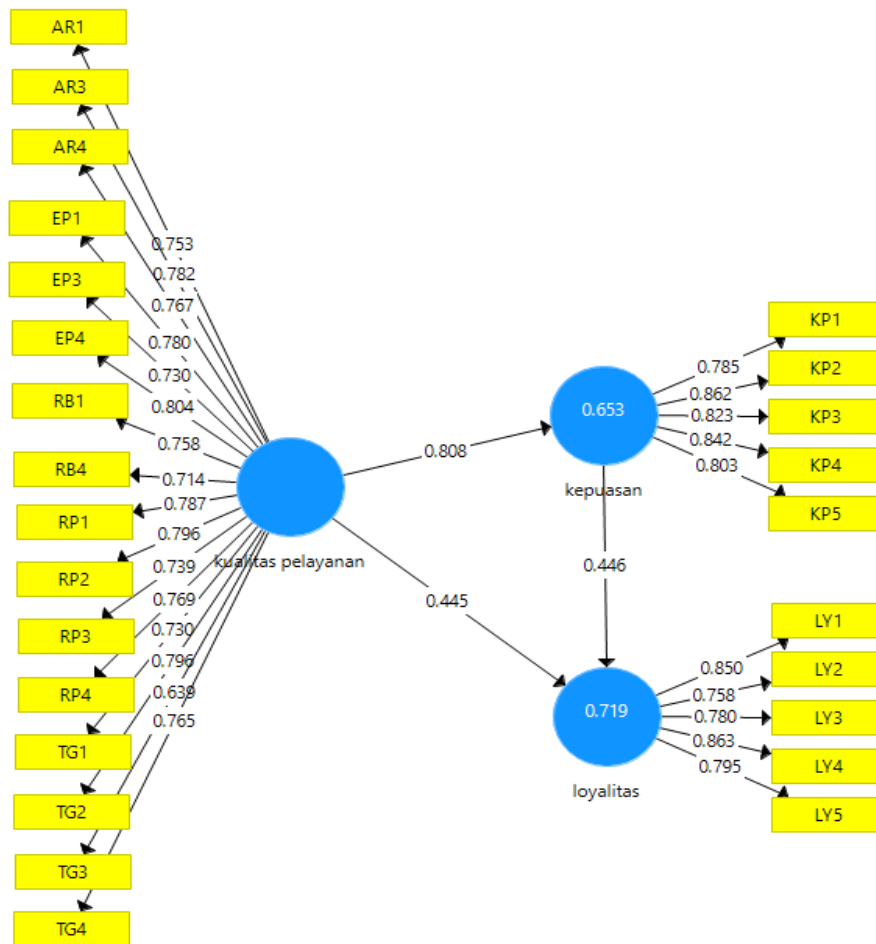 AR1
AR3
AR4
EP1
EP3
EP4
RB1
RB4
RP1
RP2
RP3
RP4
TG1
TG2
TG3
TG4
0.753
0.782
0.767
0.780
0.730
0.804
0.758
0.714
0.787
0.796
0.739
0.769
0.730
0.796
0.639
0.765
kualitas pelayanan
0.808
0.445
0.653
kepuasan
0.446
0.719
loyalitas
0.785
0.862
0.823
0.842
0.803
KP1
KP2
KP3
KP4
KP5
0.850
0.758
0.780
0.863
0.795
LY1
LY2
LY3
LY4
LY5